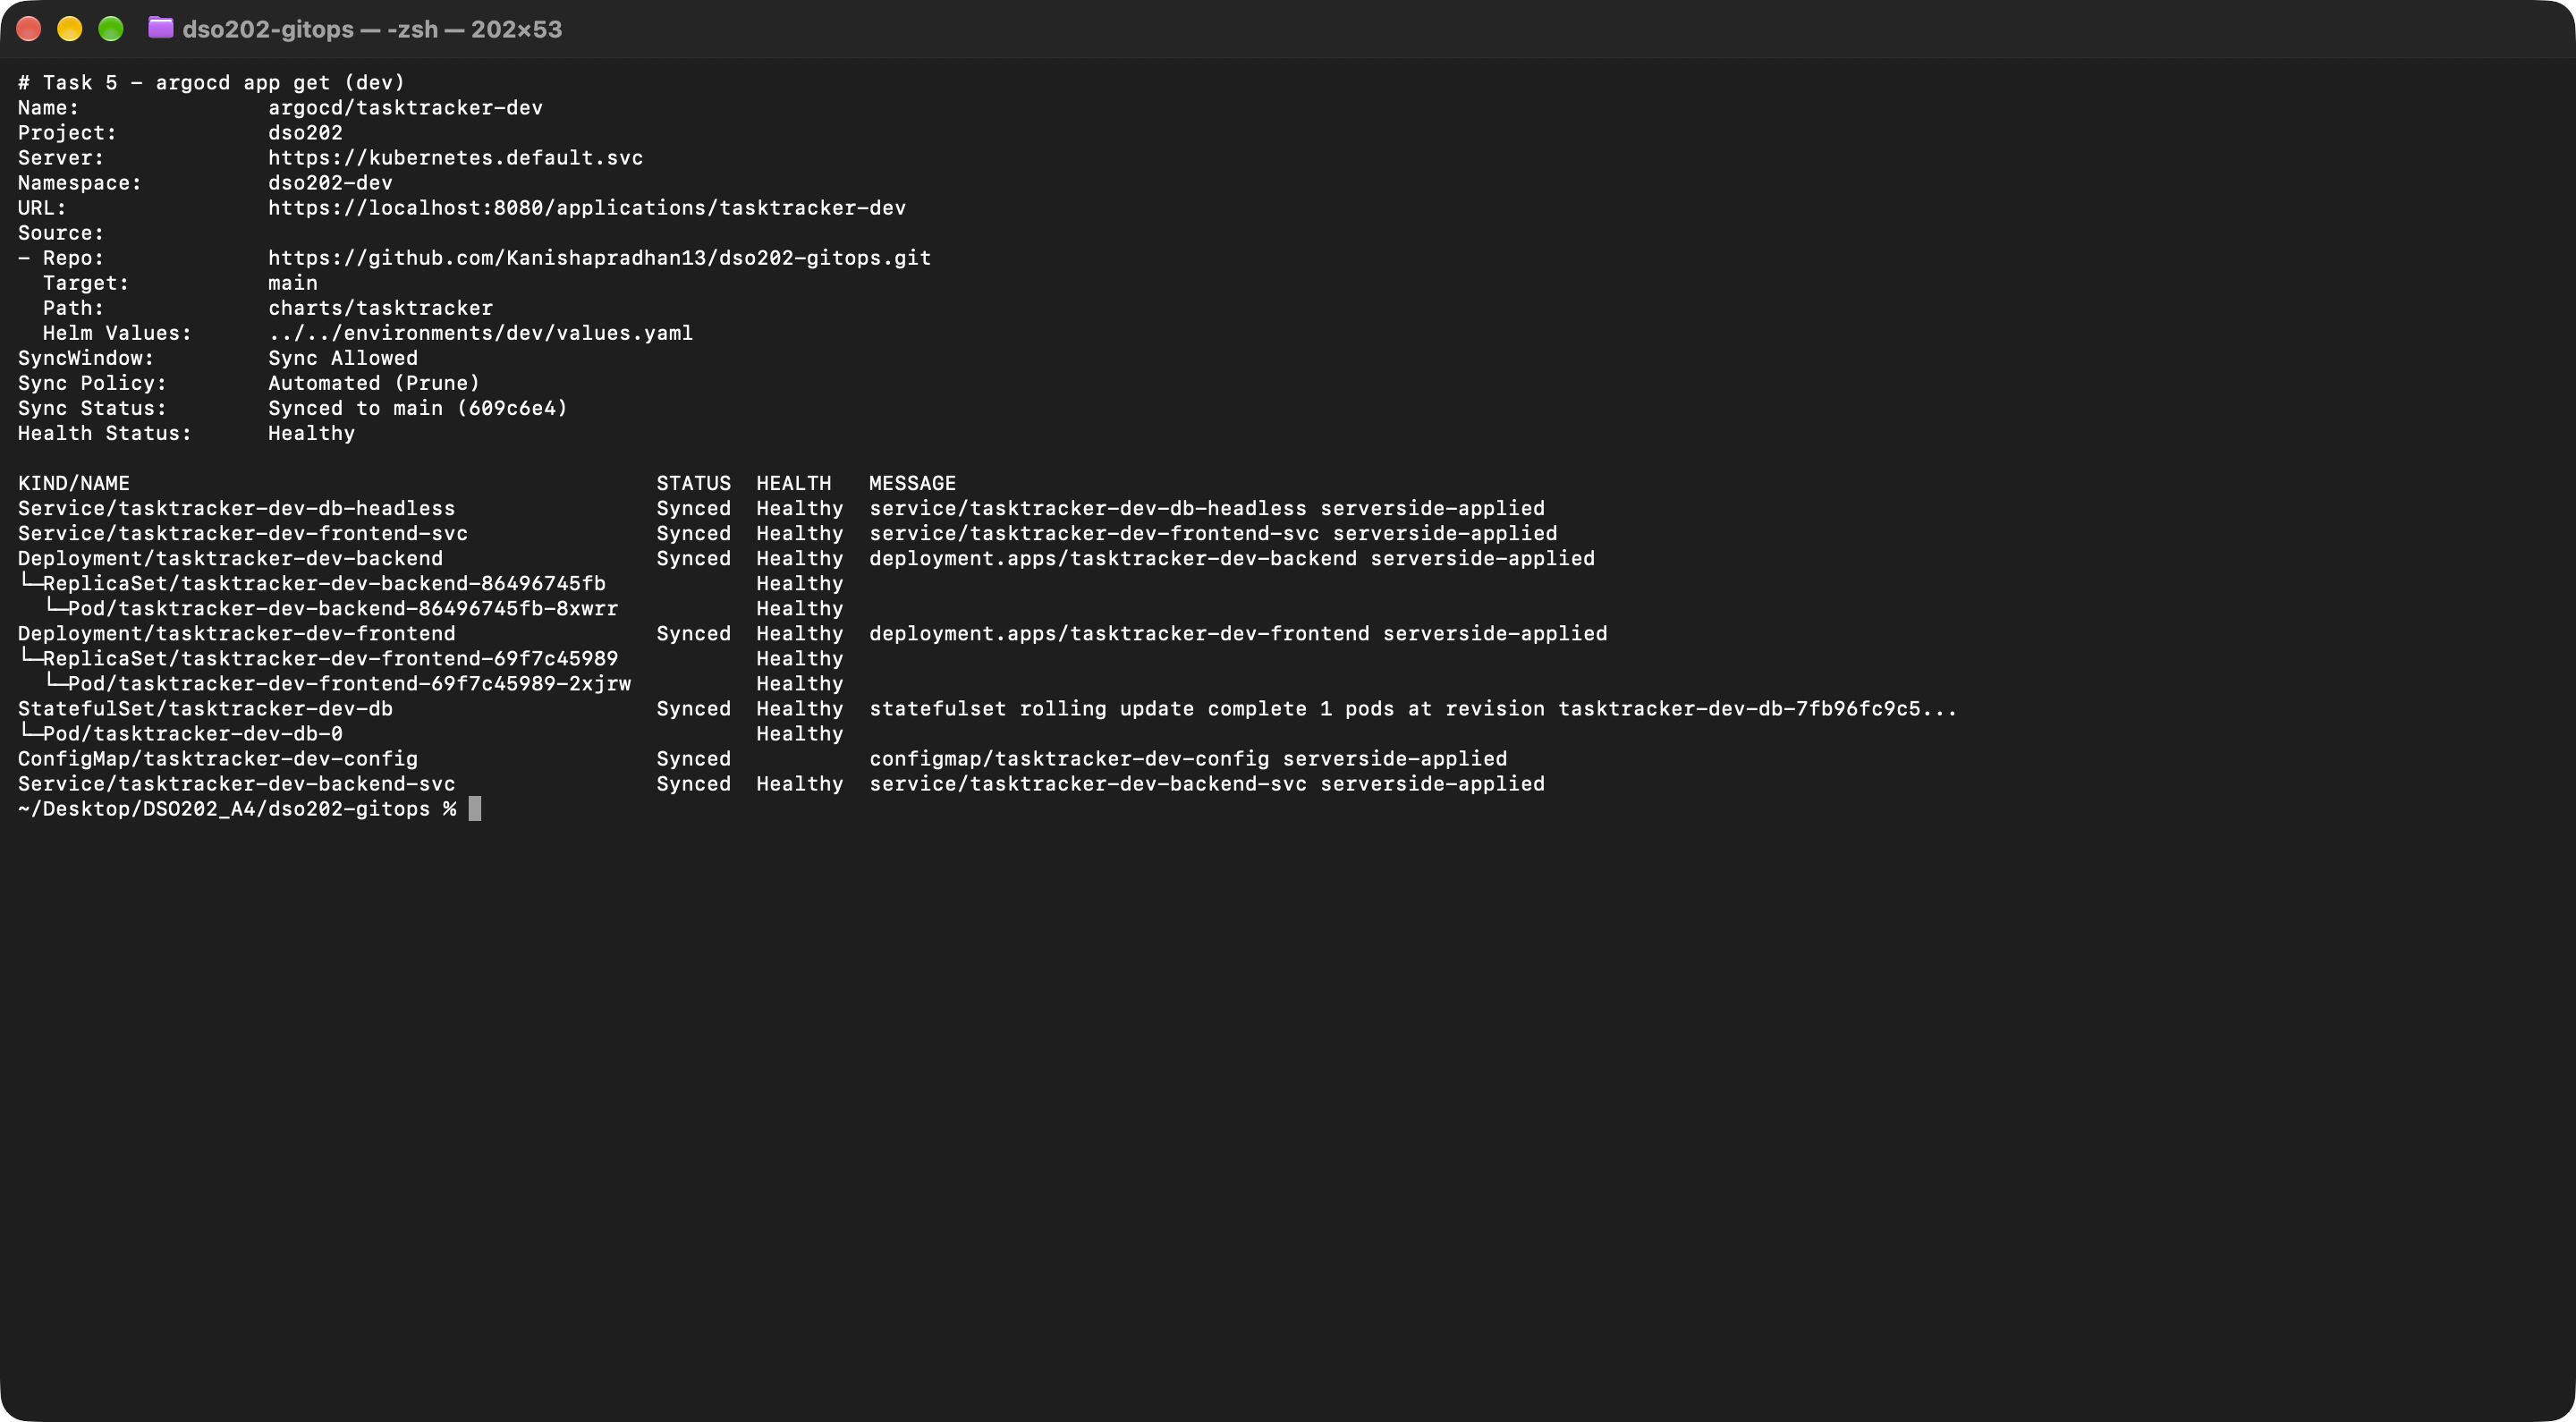 dso202-gitops — -zsh — 202×53
# Task 5 - argocd app get (dev)
Name: argocd/tasktracker-dev
Project: dso202
Server: https://kubernetes.default.svc
Namespace: dso202-dev
URL: https://localhost:8080/applications/tasktracker-dev
Source:
- Repo: https://github.com/Kanishapradhan13/dso202-gitops.git
  Target: main
  Path: charts/tasktracker
  Helm Values: ../../environments/dev/values.yaml
SyncWindow: Sync Allowed
Sync Policy: Automated (Prune)
Sync Status: Synced to main (609c6e4)
Health Status: Healthy
KIND/NAME STATUS HEALTH MESSAGE
Service/tasktracker-dev-db-headless Synced Healthy service/tasktracker-dev-db-headless serverside-applied
Service/tasktracker-dev-frontend-svc Synced Healthy service/tasktracker-dev-frontend-svc serverside-applied
Deployment/tasktracker-dev-backend Synced Healthy deployment.apps/tasktracker-dev-backend serverside-applied
└─ReplicaSet/tasktracker-dev-backend-86496745fb Healthy
  └─Pod/tasktracker-dev-backend-86496745fb-8xwrr Healthy
Deployment/tasktracker-dev-frontend Synced Healthy deployment.apps/tasktracker-dev-frontend serverside-applied
└─ReplicaSet/tasktracker-dev-frontend-69f7c45989 Healthy
  └─Pod/tasktracker-dev-frontend-69f7c45989-2xjrw Healthy
StatefulSet/tasktracker-dev-db Synced Healthy statefulset rolling update complete 1 pods at revision tasktracker-dev-db-7fb96fc9c5...
└─Pod/tasktracker-dev-db-0 Healthy
ConfigMap/tasktracker-dev-config Synced configmap/tasktracker-dev-config serverside-applied
Service/tasktracker-dev-backend-svc Synced Healthy service/tasktracker-dev-backend-svc serverside-applied
~/Desktop/DSO202_A4/dso202-gitops %